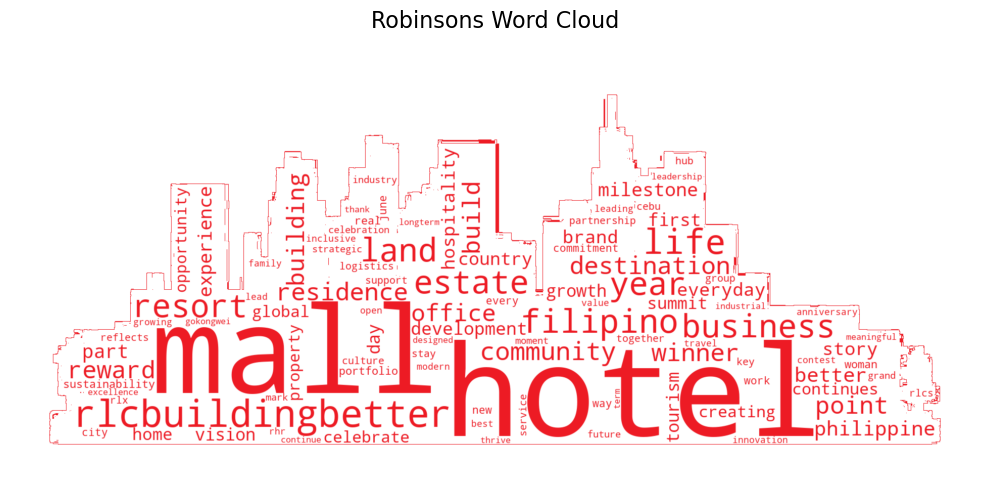 Robinsons Word Cloud
hub
leadership
industry
milestone
opportunity
experience
building
hospitality
build
june
thank
real
longterm
leading
cebu
partnership
first
celebration
inclusive
strategic
land
brand
commitment
life
family
logistics
country
destination
group
support
estate
growth
year
everyday
residence
resort
lead
every
value
summit
industrial
global
open
office
filipino
business
anniversary
growing
gokongwei
mall
property
day
development
designed
moment
together
travel
meaningful
reflects
part
culture
stay
community
winner
story
reward
portfolio
modern
hotel
key
contest
woman
better
grand
sustainability
excellence
rlx
mark
work
continues
rlcs
rlcbuildingbetter
new
best
service
way
term
tourism
creating
point
city
home
vision
rhr
continue
celebrate
thrive
future
innovation
philippine